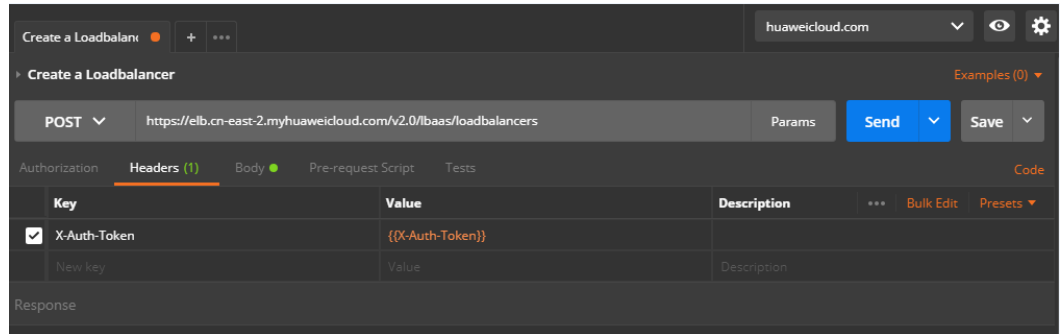 Create a Loadbalan + ••• huaweicloud.com
Create a Loadbalancer Examples (0)
POST https://elb.cn-east-2.myhuaweicloud.com/v2.0/lbaas/loadbalancers Params Send Save
Authorization Headers (1) Body Pre-request Script Tests Code
Key Value Description ••• Bulk Edit Presets
X-Auth-Token {{X-Auth-Token}}
New key Value Description
Response